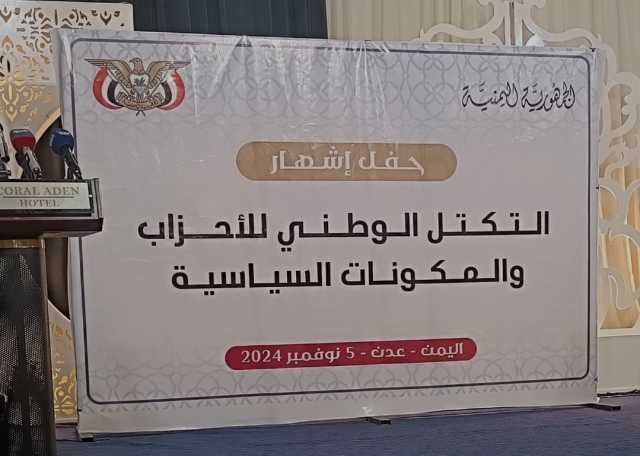 الجمهورية اليمنية
حفل إشهار
التكتل الوطني للأحزاب
والمكونات السياسية
اليمن - عدن - 5 نوفمبر 2024
CORAL ADEN
HOTEL